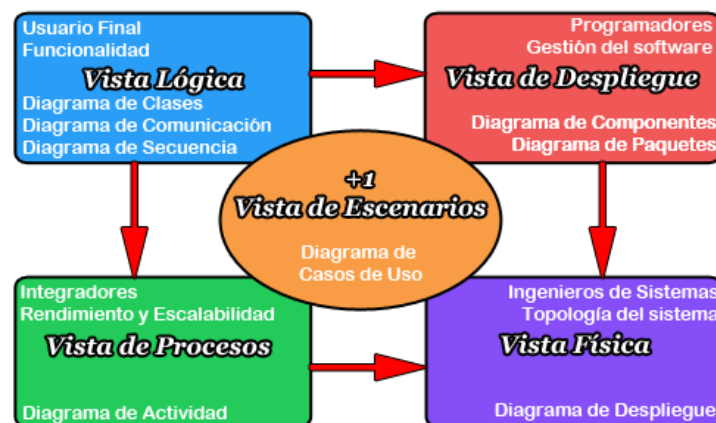 Usuario Final
Funcionalidad
Vista Lógica
Diagrama de Clases
Diagrama de Comunicación
Diagrama de Secuencia
Programadores
Gestión del software
Vista de Despliegue
Diagrama de Componentes
Diagrama de Paquetes
+1
Vista de Escenarios
Diagrama de
Casos de Uso
Integradores
Rendimiento y Escalabilidad
Vista de Procesos
Diagrama de Actividad
Ingenieros de Sistemas
Topología del sistema
Vista Física
Diagrama de Despliegue